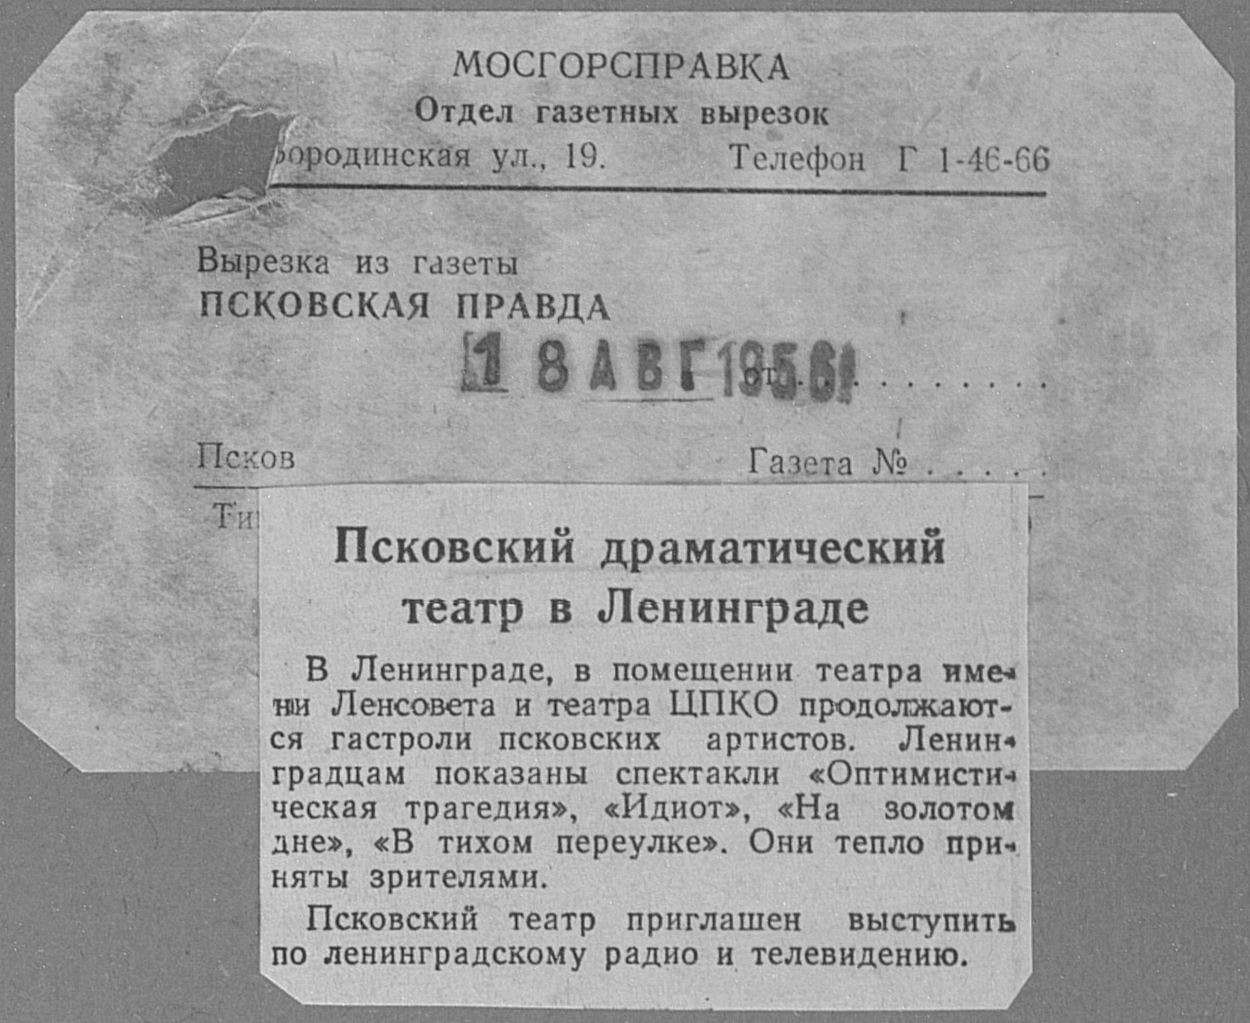 МОСГОРСПРАВКА
Отдел газетных вырезок
ородинская ул., 19. Телефон Г 1-46-66
Вырезка из газеты
ПСКОВСКАЯ ПРАВДА
18 АВГ 1956 от . . . . . . . . . .
Псков Газета № . . . . .
Псковский драматический
театр в Ленинграде
В Ленинграде, в помещении театра име-
ни Ленсовета и театра ЦПКО продолжают-
ся гастроли псковских артистов. Ленин-
градцам показаны спектакли «Оптимисти-
ческая трагедия», «Идиот», «На золотом
дне», «В тихом переулке». Они тепло при-
няты зрителями.
Псковский театр приглашен выступить
по ленинградскому радио и телевидению.